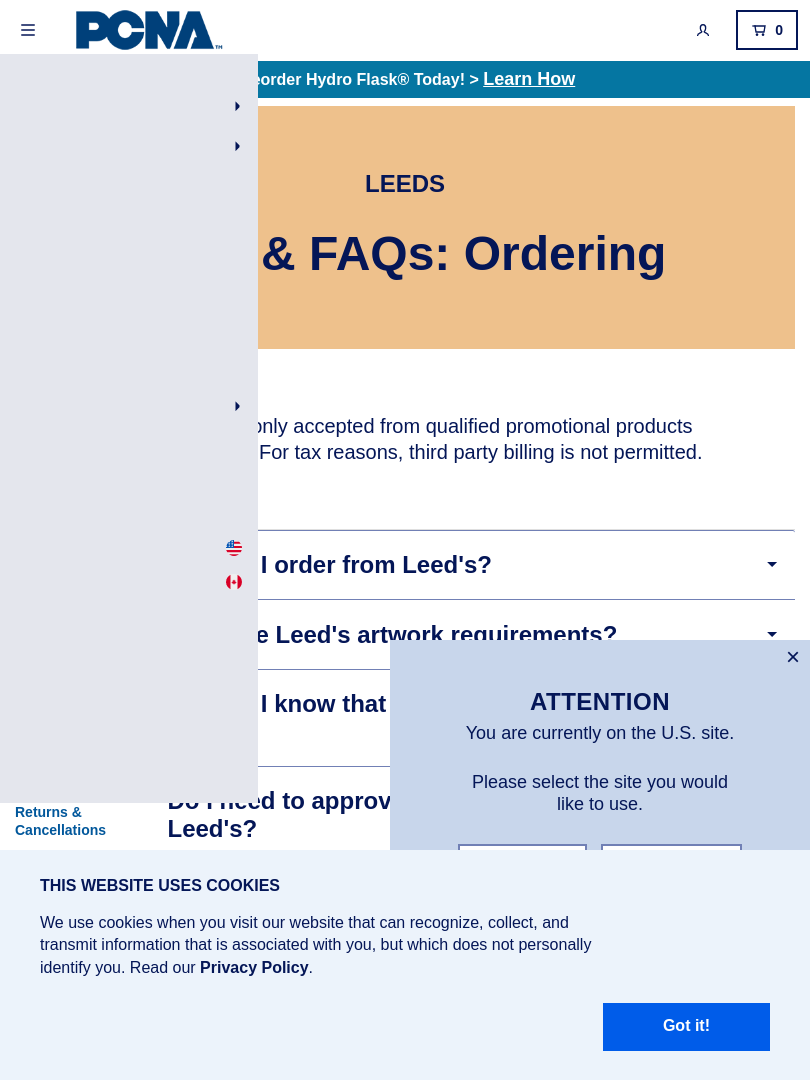 PCNA™
0
eorder Hydro Flask® Today! > Learn How
LEEDS
& FAQs: Ordering
only accepted from qualified promotional products
For tax reasons, third party billing is not permitted.
I order from Leed's?
e Leed's artwork requirements?
I know that
Do I need to approv
Leed's?
Returns &
Cancellations
ATTENTION
You are currently on the U.S. site.
Please select the site you would
like to use.
THIS WEBSITE USES COOKIES
We use cookies when you visit our website that can recognize, collect, and
transmit information that is associated with you, but which does not personally
identify you. Read our Privacy Policy.
Got it!